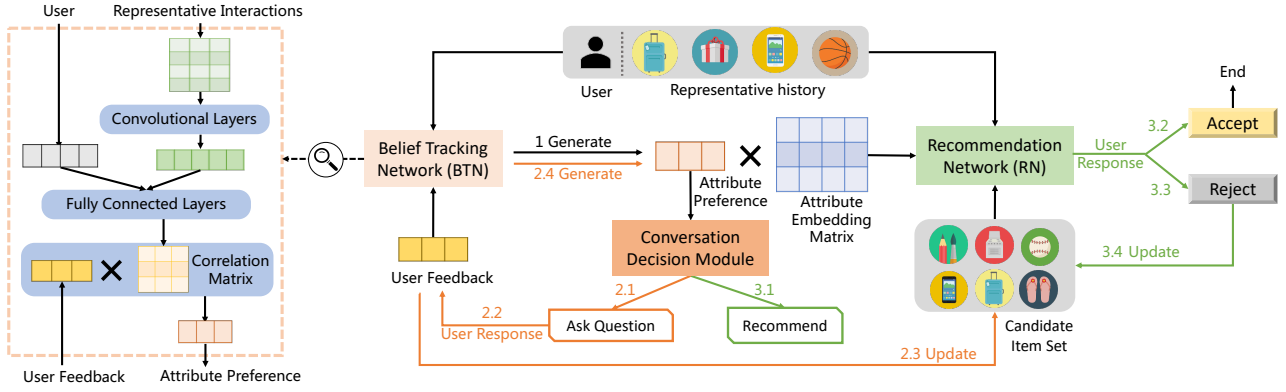 User
Representative Interactions
Convolutional Layers
Fully Connected Layers
Correlation
Matrix
User Feedback
Attribute Preference
User
Representative history
Belief Tracking
Network (BTN)
1 Generate
2.4 Generate
Attribute
Preference
Attribute
Embedding
Matrix
User Feedback
Conversation
Decision Module
2.1
3.1
2.2
User Response
Ask Question
Recommend
2.3 Update
Recommendation
Network (RN)
User
Response
3.2
3.3
End
Accept
Reject
3.4 Update
Candidate
Item Set